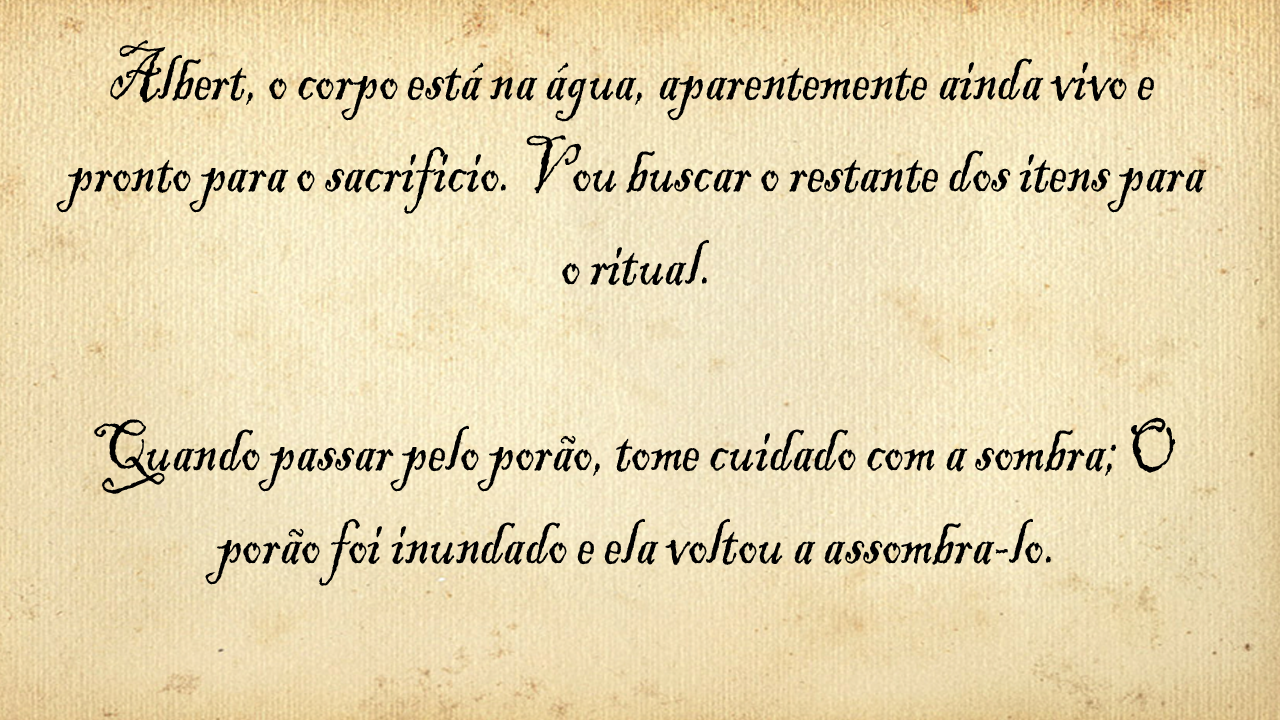 Albert, o corpo está na água, aparentemente ainda vivo e
pronto para o sacrificio. Vou buscar o restante dos itens para
o ritual.
Quando passar pelo porão, tome cuidado com a sombra; O
porão foi inundado e ela voltou a assombra-lo.